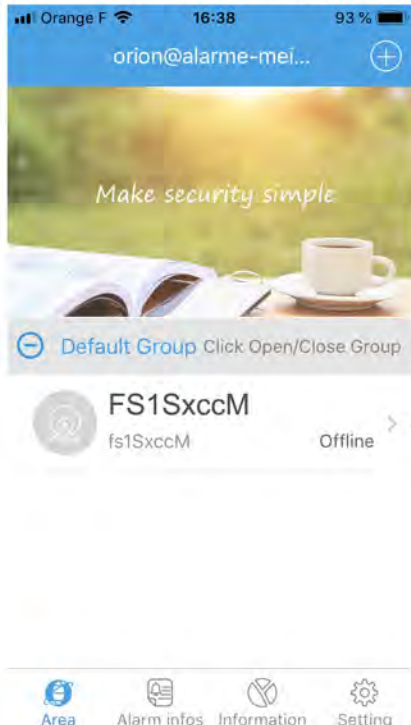 Orange F 16:38 93 %
orion@alarme-mei...
Make security simple
Default Group Click Open/Close Group
FS1SxccM
fs1SxccM Offline
Area Alarm infos Information Setting